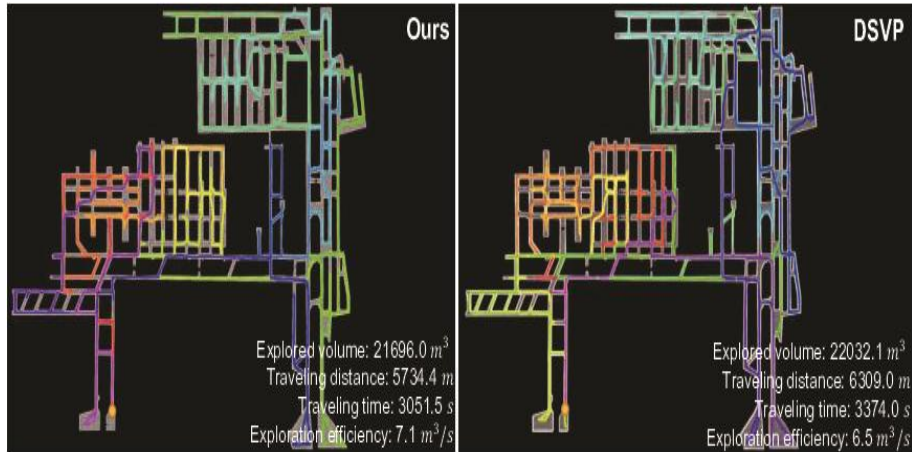 Ours
Explored volume: 21696.0 m³
Traveling distance: 5734.4 m
Traveling time: 3051.5 s
Exploration efficiency: 7.1 m³/s
DSVP
Explored volume: 22032.1 m³
Traveling distance: 6309.0 m
Traveling time: 3374.0 s
Exploration efficiency: 6.5 m³/s